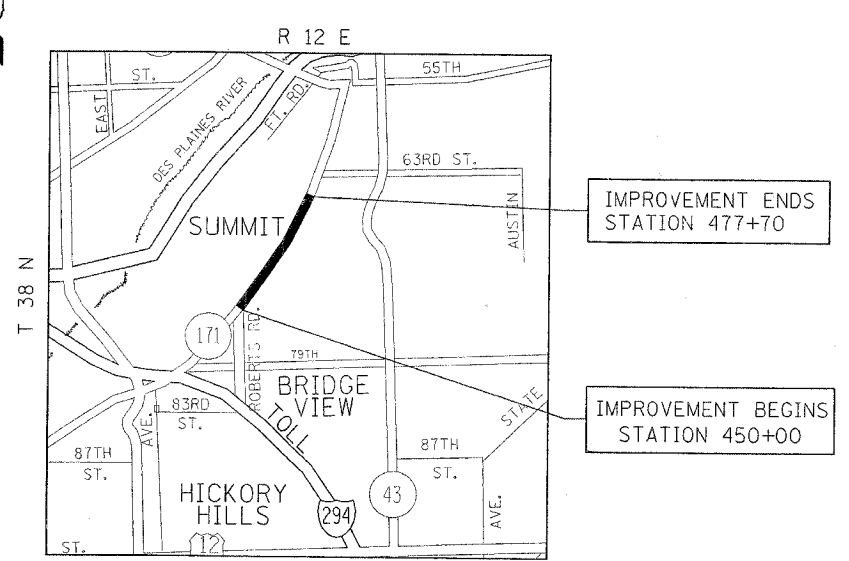 R 12 E
T 38 N
ST.
EAST
DES PLAINES RIVER
FT. RD.
55TH
63RD ST.
AUSTIN
SUMMIT
IMPROVEMENT ENDS
STATION 477+70
171
ROBERTS RD.
79TH
BRIDGE
VIEW
TOLL
83RD
ST.
AVE.
87TH
ST.
STATE
IMPROVEMENT BEGINS
STATION 450+00
87TH
ST.
AVE.
43
HICKORY
HILLS
294
12
ST.